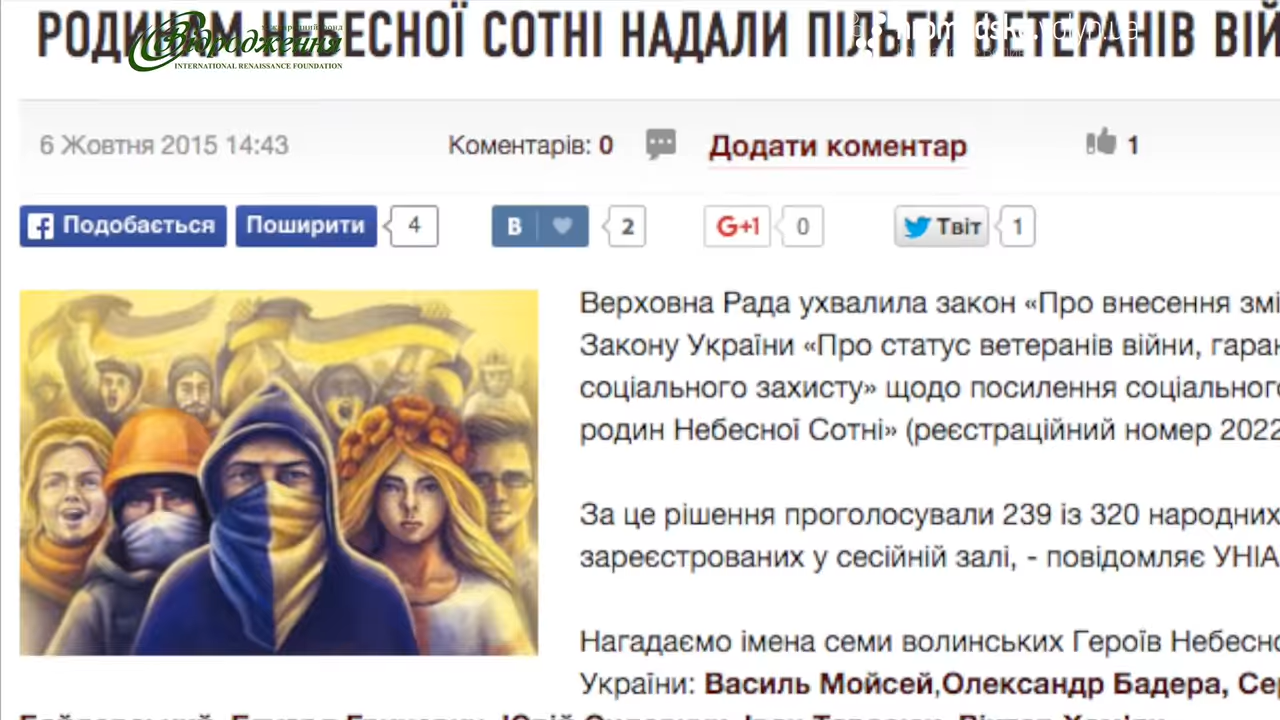 РОДИНАМ НЕБЕСНОЇ СОТНІ НАДАЛИ ПІЛЬГИ ВЕТЕРАНІВ ВІЙ
Відродження
INTERNATIONAL RENAISSANCE FOUNDATION
hromadske.volyn.ua
6 Жовтня 2015 14:43
Коментарів: 0
Додати коментар
1
Подобається
Поширити
4
B
2
G+1
0
Твіт
1
Верховна Рада ухвалила закон «Про внесення змі
Закону України «Про статус ветеранів війни, гаран
соціального захисту» щодо посилення соціального
родин Небесної Сотні» (реєстраційний номер 2022
За це рішення проголосували 239 із 320 народних
зареєстрованих у сесійній залі, - повідомляє УНІА
Нагадаємо імена семи волинських Героїв Небесно
України: Василь Мойсей,Олександр Бадера, Сер